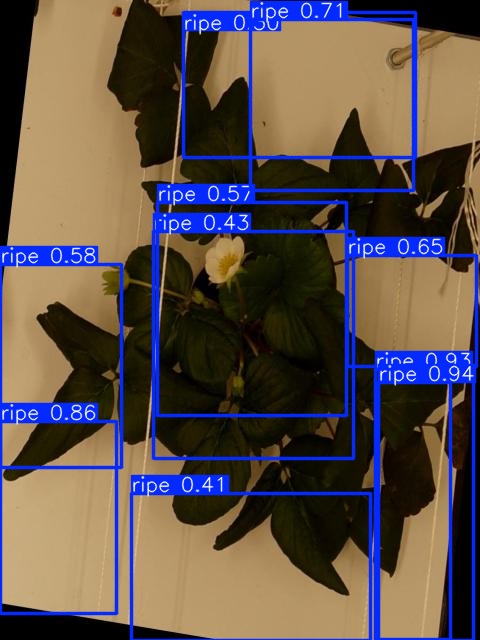 ripe 0.71
ripe 0.50
ripe 0.57
ripe 0.43
ripe 0.65
ripe 0.58
ripe 0.93
ripe 0.94
ripe 0.86
ripe 0.41